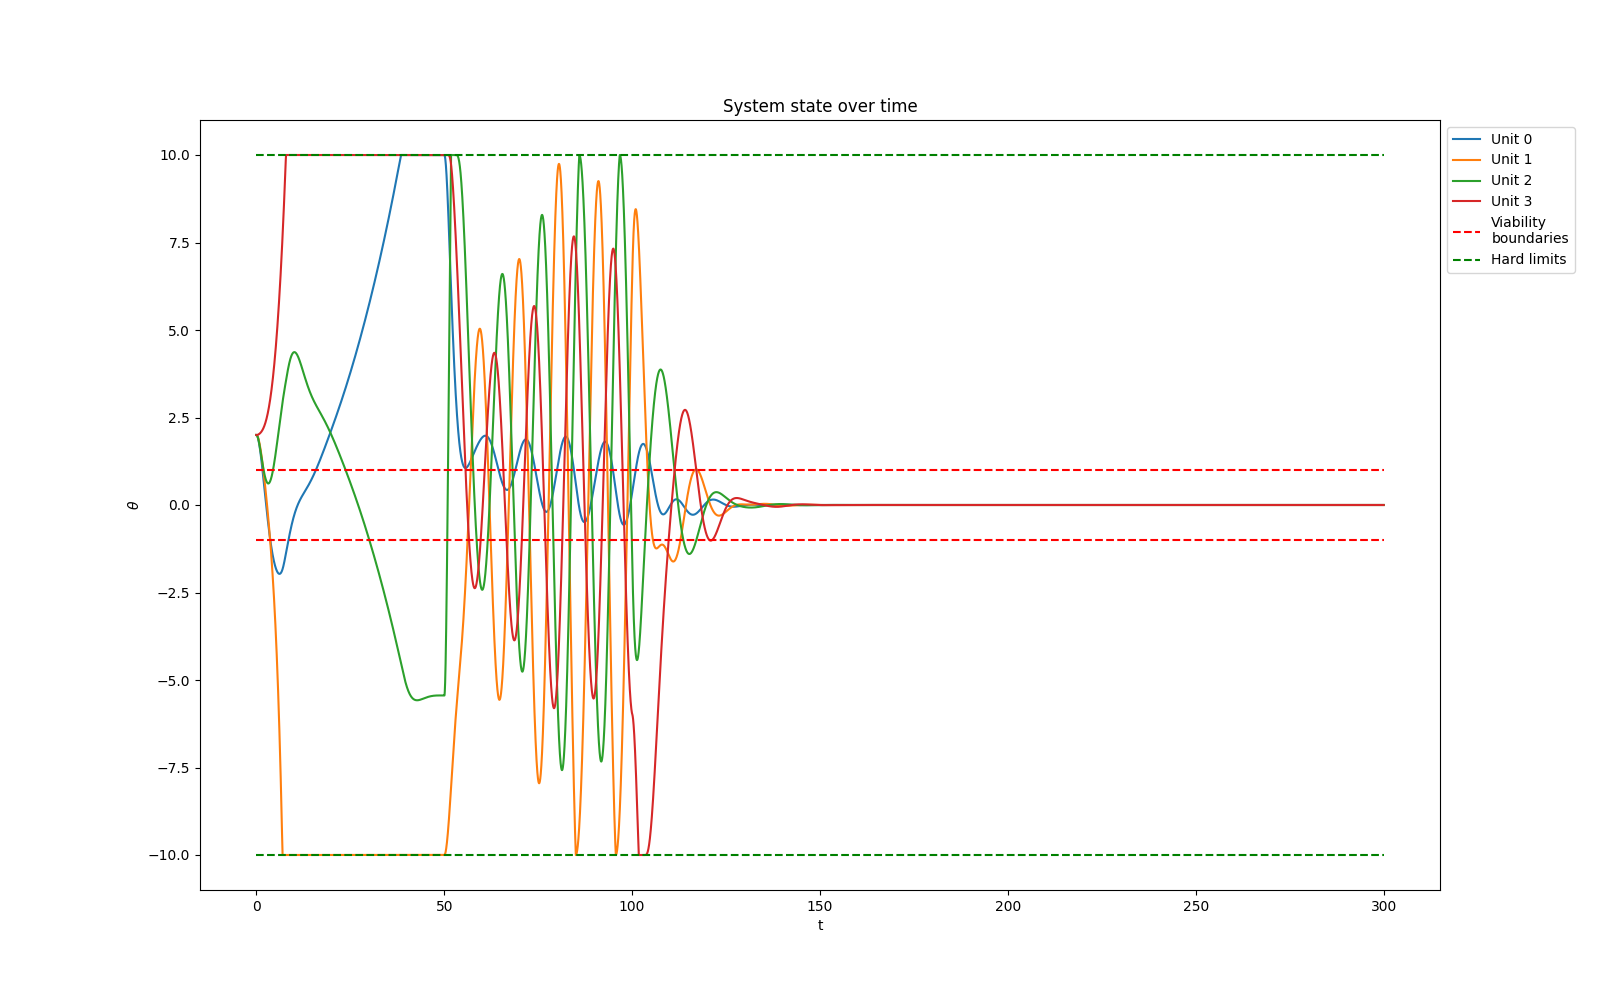 System state over time
10.0
7.5
5.0
2.5
0.0
−2.5
−5.0
−7.5
−10.0
θ
0
50
100
150
200
250
300
t
Unit 0
Unit 1
Unit 2
Unit 3
Viability
boundaries
Hard limits